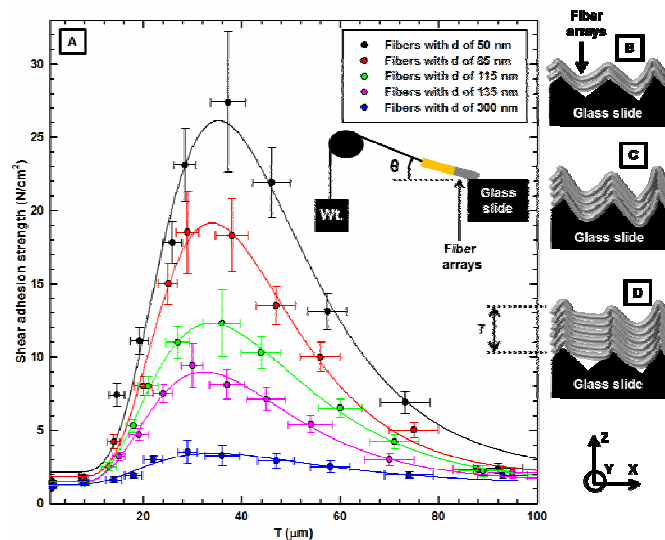 A
Fibers with d of 50 nm
Fibers with d of 85 nm
Fibers with d of 115 nm
Fibers with d of 135 nm
Fibers with d of 300 nm
Shear adhesion strength (N/cm²)
30
25
20
15
10
5
0
20
40
60
80
100
T (μm)
θ
Wt.
Glass
slide
Fiber
arrays
Fiber
arrays
B
Glass slide
C
Glass slide
D
T
Glass slide
Z
Y
X